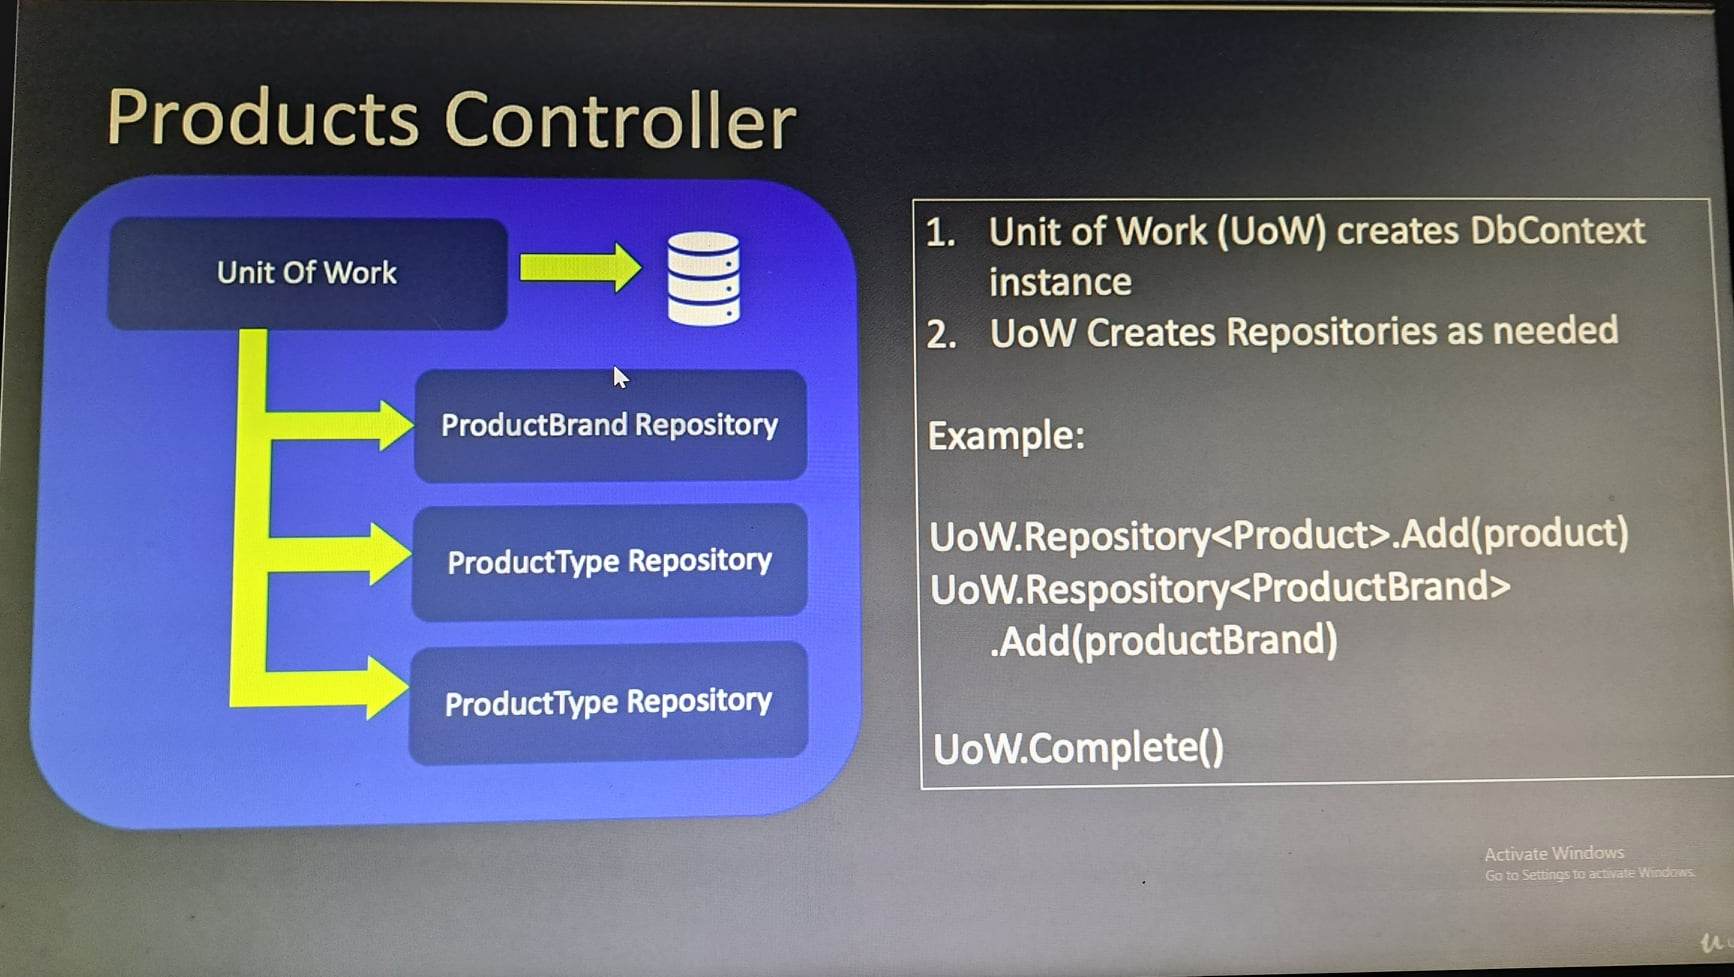 Products Controller
Unit Of Work
ProductBrand Repository
ProductType Repository
ProductType Repository
1. Unit of Work (UoW) creates DbContext
instance
2. UoW Creates Repositories as needed
Example:
UoW.Repository<Product>.Add(product)
UoW.Respository<ProductBrand>
.Add(productBrand)
UoW.Complete()
Activate Windows
Go to Settings to activate Windows.